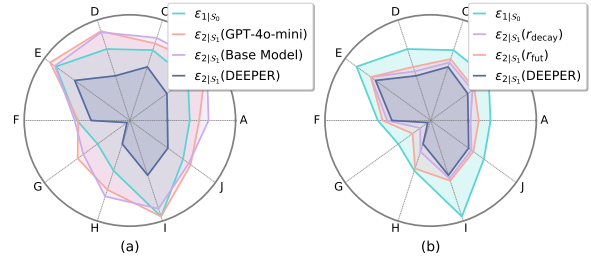 D
C
ε1|S0
ε2|S1(GPT-4o-mini)
ε2|S1(Base Model)
ε2|S1(DEEPER)
E
F
A
G
J
H
I
(a)
D
C
ε1|S0
ε2|S1(rdecay)
ε2|S1(rfut)
ε2|S1(DEEPER)
E
F
A
G
J
H
I
(b)